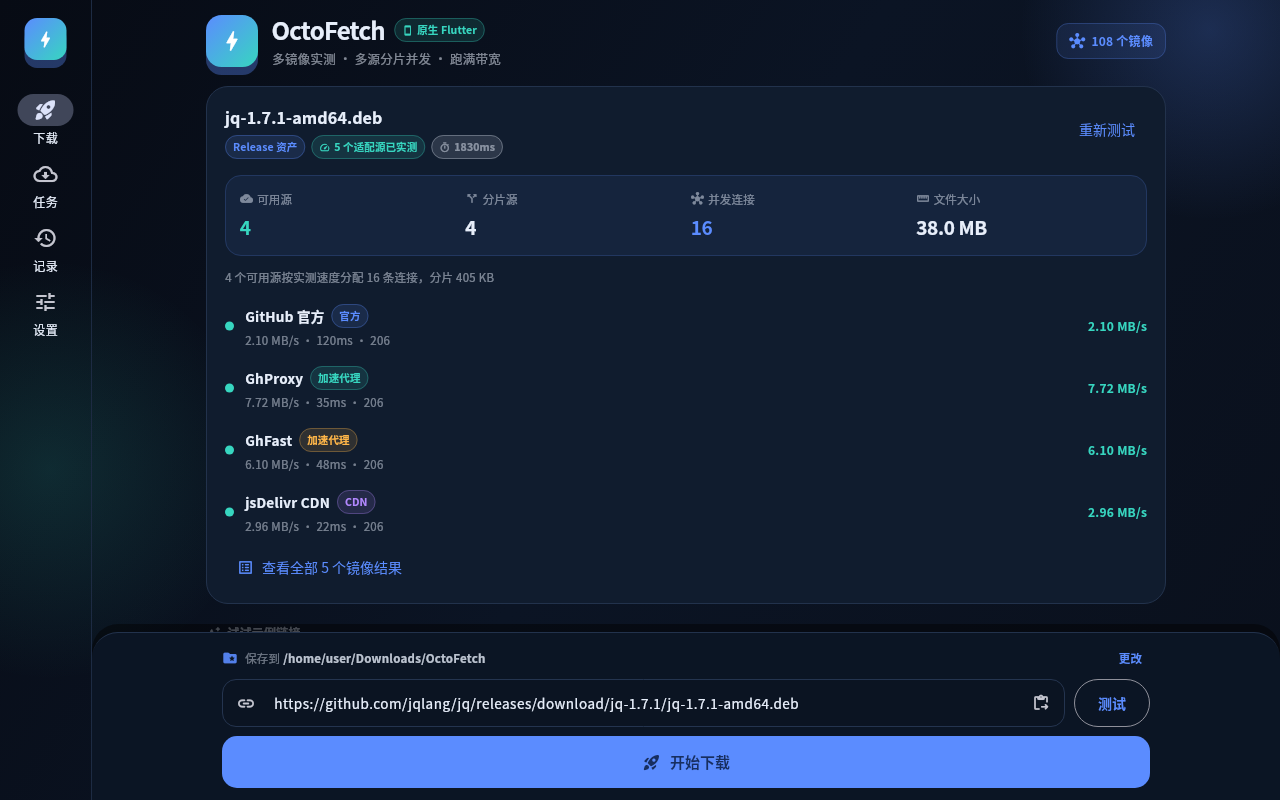 下载
任务
记录
设置
OctoFetch 原生 Flutter
多镜像实测 • 多源分片并发 • 跑满带宽
108 个镜像
jq-1.7.1-amd64.deb
Release 资产 5 个适配源已实测 1830ms
重新测试
可用源 分片源 并发连接 文件大小
4 4 16 38.0 MB
4 个可用源按实测速度分配 16 条连接，分片 405 KB
GitHub 官方 官方
2.10 MB/s • 120ms • 206
2.10 MB/s
GhProxy 加速代理
7.72 MB/s • 35ms • 206
7.72 MB/s
GhFast 加速代理
6.10 MB/s • 48ms • 206
6.10 MB/s
jsDelivr CDN CDN
2.96 MB/s • 22ms • 206
2.96 MB/s
查看全部 5 个镜像结果
保存到 /home/user/Downloads/OctoFetch 更改
https://github.com/jqlang/jq/releases/download/jq-1.7.1/jq-1.7.1-amd64.deb 测试
开始下载